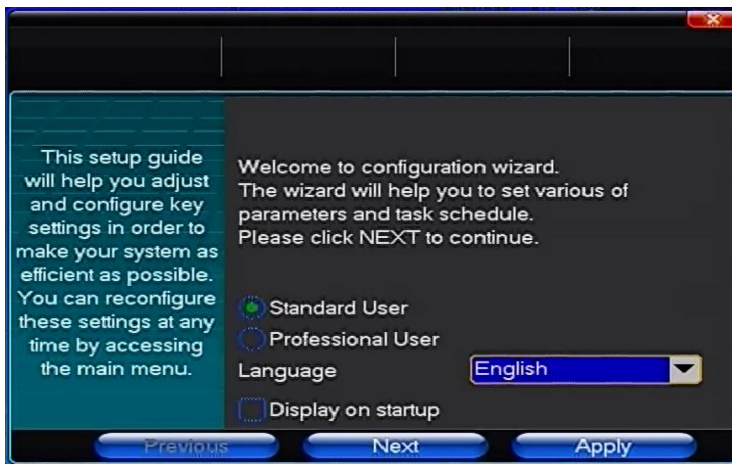 This setup guide
will help you adjust
and configure key
settings in order to
make your system as
efficient as possible.
You can reconfigure
these settings at any
time by accessing
the main menu.
Welcome to configuration wizard.
The wizard will help you to set various of
parameters and task schedule.
Please click NEXT to continue.
Standard User
Professional User
Language English
Display on startup
Previous Next Apply